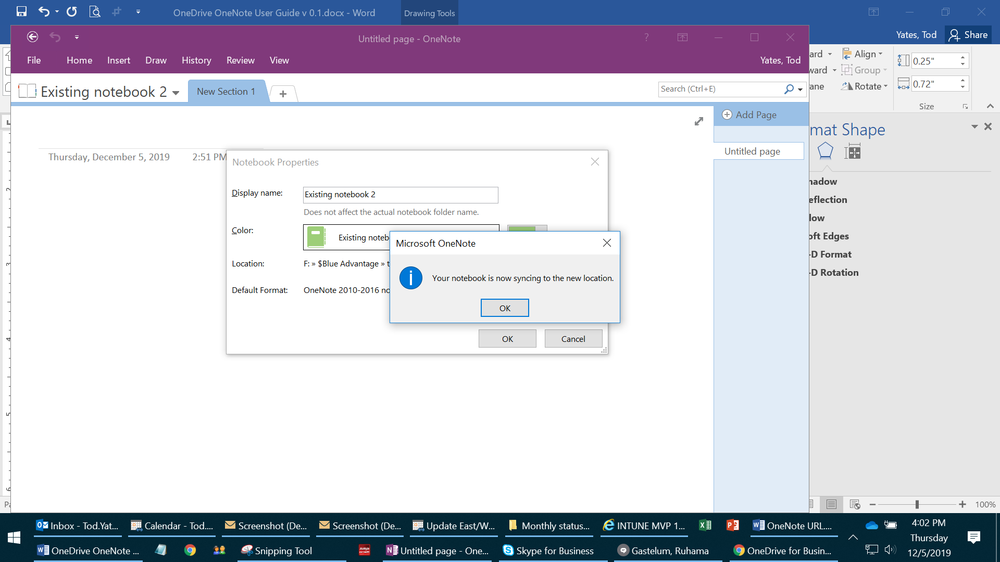 OneDrive OneNote User Guide v 0.1.docx - Word
Drawing Tools
Yates, Tod
Share
Untitled page - OneNote
File
Home
Insert
Draw
History
Review
View
Yates, Tod
ard
Align
0.25"
ward
Group
ane
Rotate
0.72"
Size
Existing notebook 2
New Section 1
Search (Ctrl+E)
Add Page
Untitled page
Thursday, December 5, 2019
2:51 PM
mat Shape
hadow
eflection
low
oft Edges
-D Format
-D Rotation
Notebook Properties
Display name:
Existing notebook 2
Does not affect the actual notebook folder name.
Color:
Existing noteb
Location:
F: » $Blue Advantage » t
Default Format:
OneNote 2010-2016 no
OK
Cancel
Microsoft OneNote
Your notebook is now syncing to the new location.
OK
2
3
4
5
6
Pa
100%
Inbox - Tod.Yat...
Calendar - Tod....
Screenshot (De...
Screenshot (De...
Update East/W...
Monthly status...
INTUNE MVP 1...
OneNote URL....
OneDrive OneNote ...
Snipping Tool
Untitled page - One...
Skype for Business
Gastelum, Ruhama
OneDrive for Busin...
4:02 PM
Thursday
12/5/2019